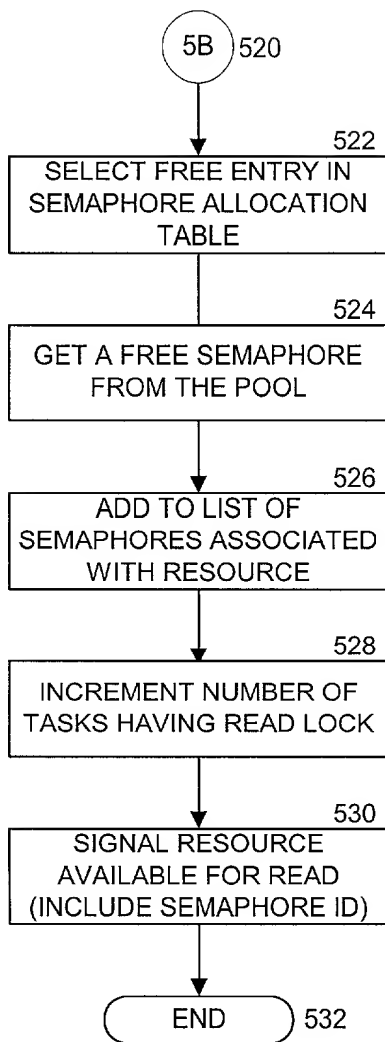 5B 520
522
SELECT FREE ENTRY IN
SEMAPHORE ALLOCATION
TABLE
524
GET A FREE SEMAPHORE
FROM THE POOL
526
ADD TO LIST OF
SEMAPHORES ASSOCIATED
WITH RESOURCE
528
INCREMENT NUMBER OF
TASKS HAVING READ LOCK
530
SIGNAL RESOURCE
AVAILABLE FOR READ
(INCLUDE SEMAPHORE ID)
END 532